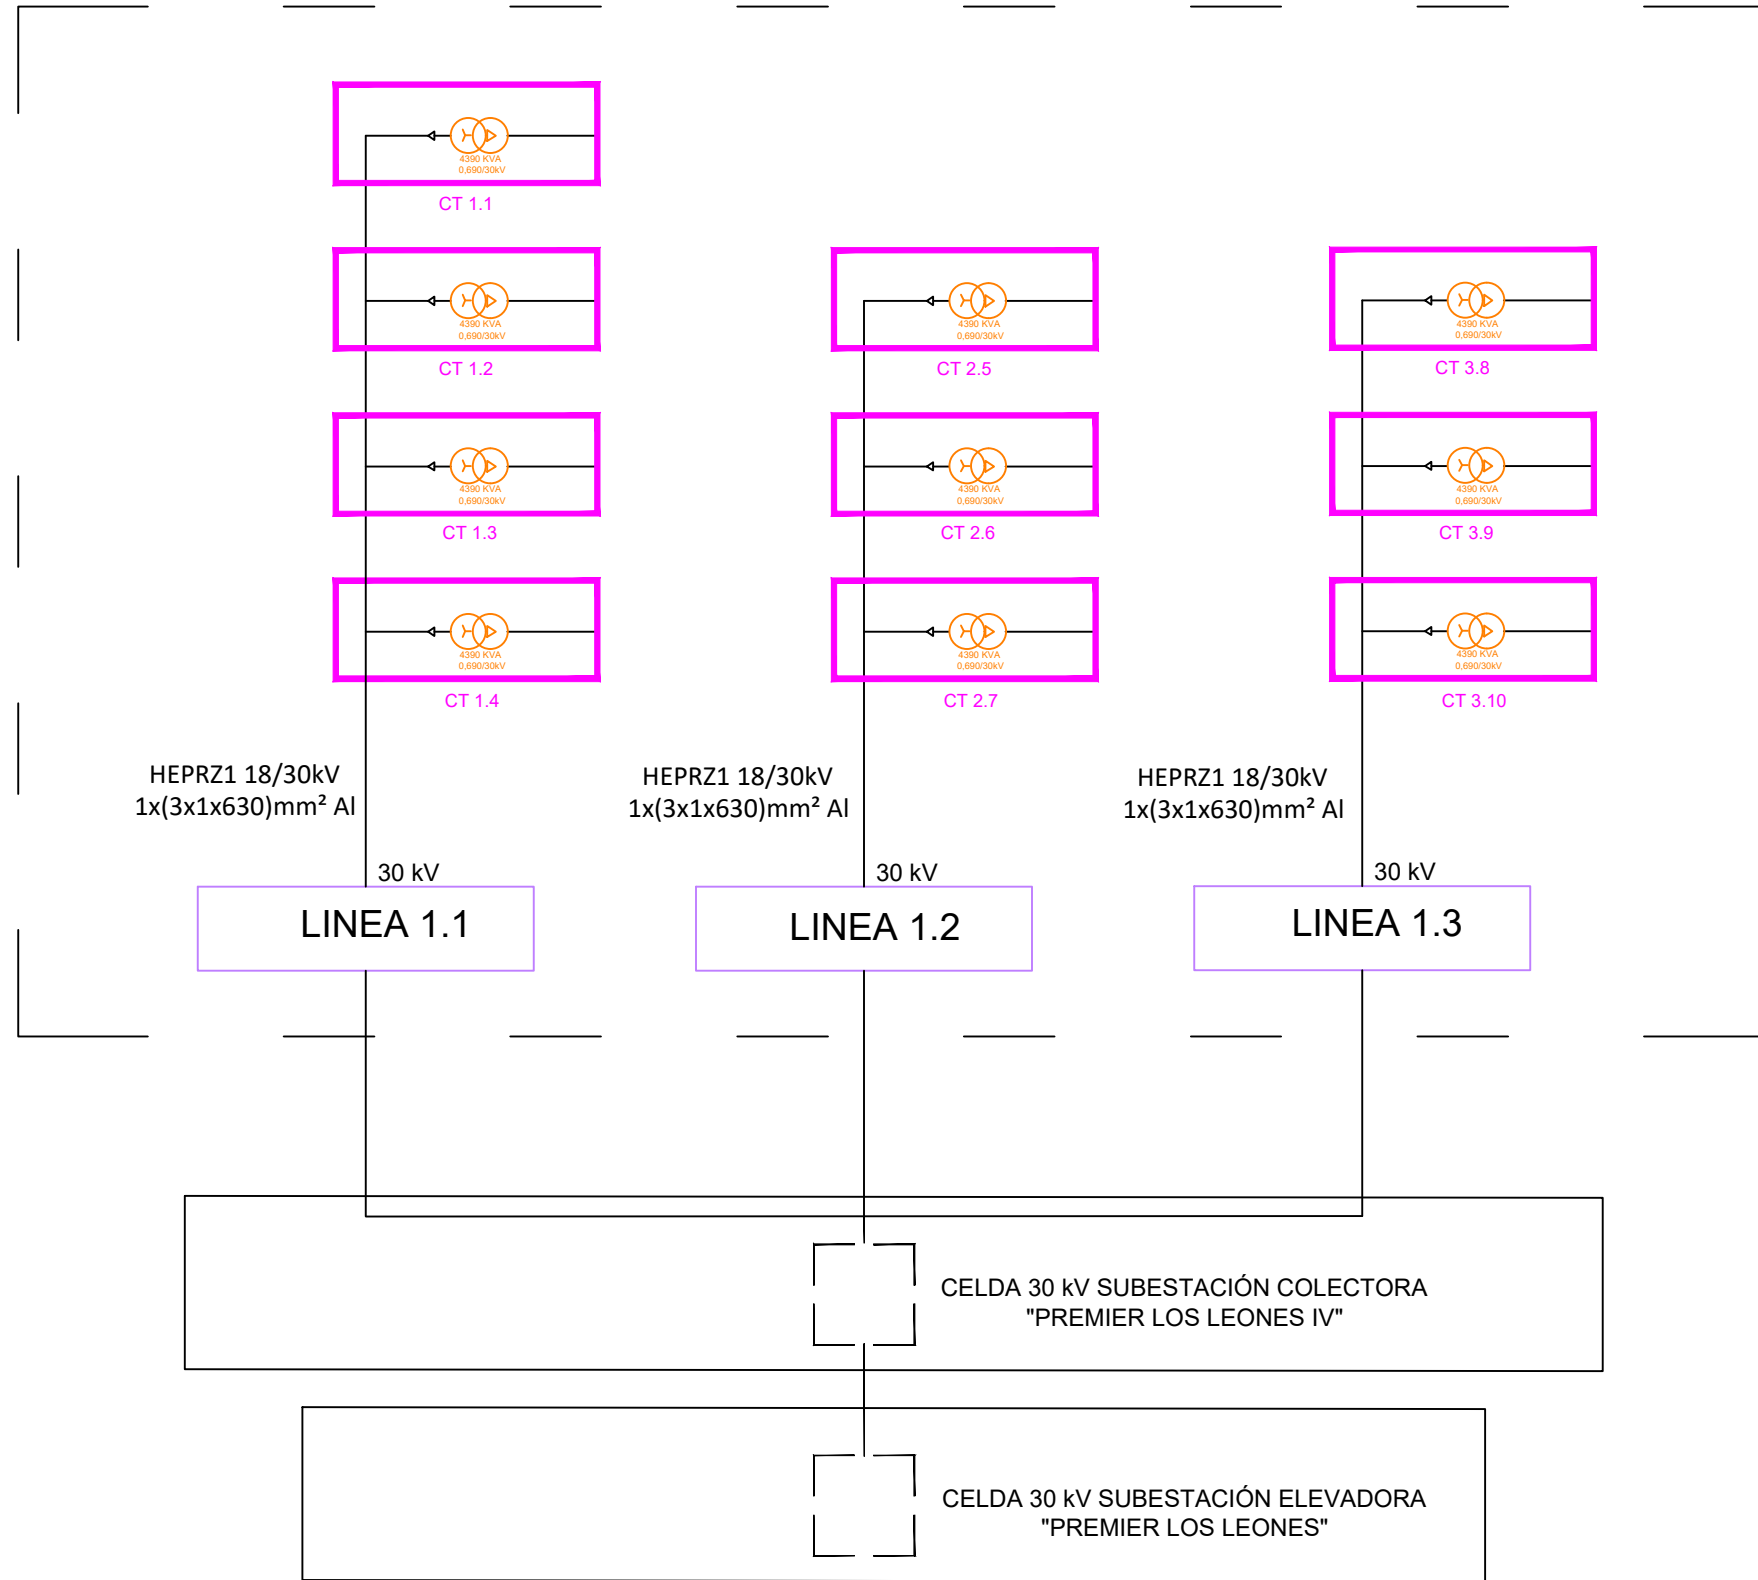 4390 KVA
0,690/30kV
CT 1.1
4390 KVA
0,690/30kV
CT 1.2
4390 KVA
0,690/30kV
CT 2.5
4390 KVA
0,690/30kV
CT 3.8
4390 KVA
0,690/30kV
CT 1.3
4390 KVA
0,690/30kV
CT 2.6
4390 KVA
0,690/30kV
CT 3.9
4390 KVA
0,690/30kV
CT 1.4
4390 KVA
0,690/30kV
CT 2.7
4390 KVA
0,690/30kV
CT 3.10
HEPRZ1 18/30kV
1x(3x1x630)mm² Al
HEPRZ1 18/30kV
1x(3x1x630)mm² Al
HEPRZ1 18/30kV
1x(3x1x630)mm² Al
30 kV
30 kV
30 kV
LINEA 1.1
LINEA 1.2
LINEA 1.3
CELDA 30 kV SUBESTACIÓN COLECTORA
"PREMIER LOS LEONES IV"
CELDA 30 kV SUBESTACIÓN ELEVADORA
"PREMIER LOS LEONES"